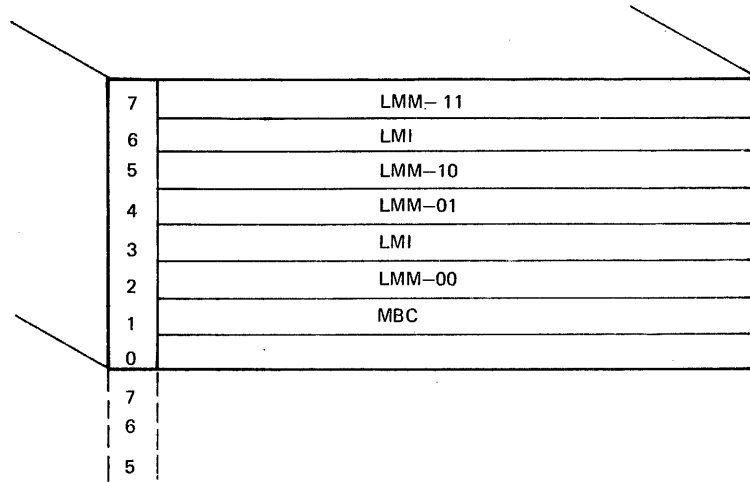 7 LMM-11
6 LMI
5 LMM-10
4 LMM-01
3 LMI
2 LMM-00
1 MBC
0
7
6
5